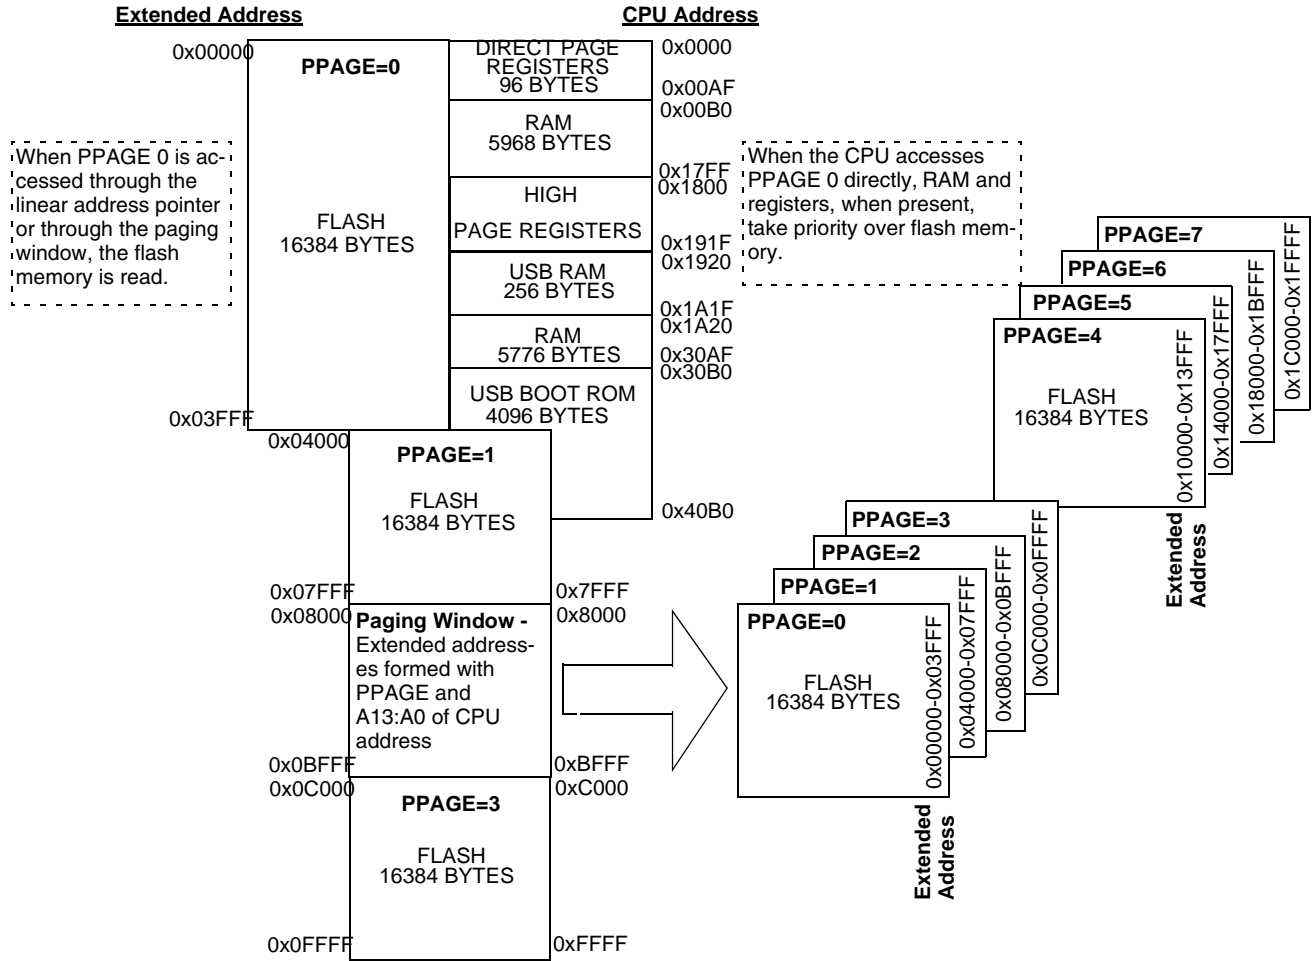 Extended Address
CPU Address
0x00000
PPAGE=0
FLASH
16384 BYTES
0x03FFF
When PPAGE 0 is ac-
cessed through the
linear address pointer
or through the paging
window, the flash
memory is read.
DIRECT PAGE
REGISTERS
96 BYTES
0x0000
0x00AF
0x00B0
RAM
5968 BYTES
0x17FF
0x1800
HIGH
PAGE REGISTERS
0x191F
0x1920
USB RAM
256 BYTES
0x1A1F
0x1A20
RAM
5776 BYTES
0x30AF
0x30B0
USB BOOT ROM
4096 BYTES
0x40B0
When the CPU accesses
PPAGE 0 directly, RAM and
registers, when present,
take priority over flash mem-
ory.
0x04000
PPAGE=1
FLASH
16384 BYTES
0x07FFF
0x7FFF
0x08000
0x8000
Paging Window -
Extended address-
es formed with
PPAGE and
A13:A0 of CPU
address
0x0BFFF
0xBFFF
0x0C000
0xC000
PPAGE=3
FLASH
16384 BYTES
0x0FFFF
0xFFFF
PPAGE=7
0x1C000-0x1FFFF
PPAGE=6
0x18000-0x1BFFF
PPAGE=5
0x14000-0x17FFF
PPAGE=4
FLASH
16384 BYTES
0x10000-0x13FFF
Extended
Address
PPAGE=3
0x0C000-0x0FFFF
PPAGE=2
0x08000-0x0BFFF
PPAGE=1
0x04000-0x07FFF
PPAGE=0
FLASH
16384 BYTES
0x00000-0x03FFF
Extended
Address